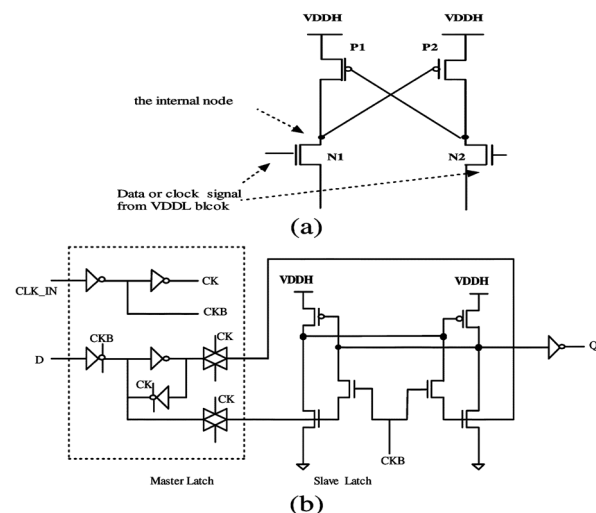 VDDH VDDH
P1 P2
the internal node
N1 N2
Data or clock signal
from VDDL blcok
(a)
CLK_IN CK
CKB
VDDH VDDH
D CKB CK Q
CK
CK
CKB
Master Latch Slave Latch
(b)